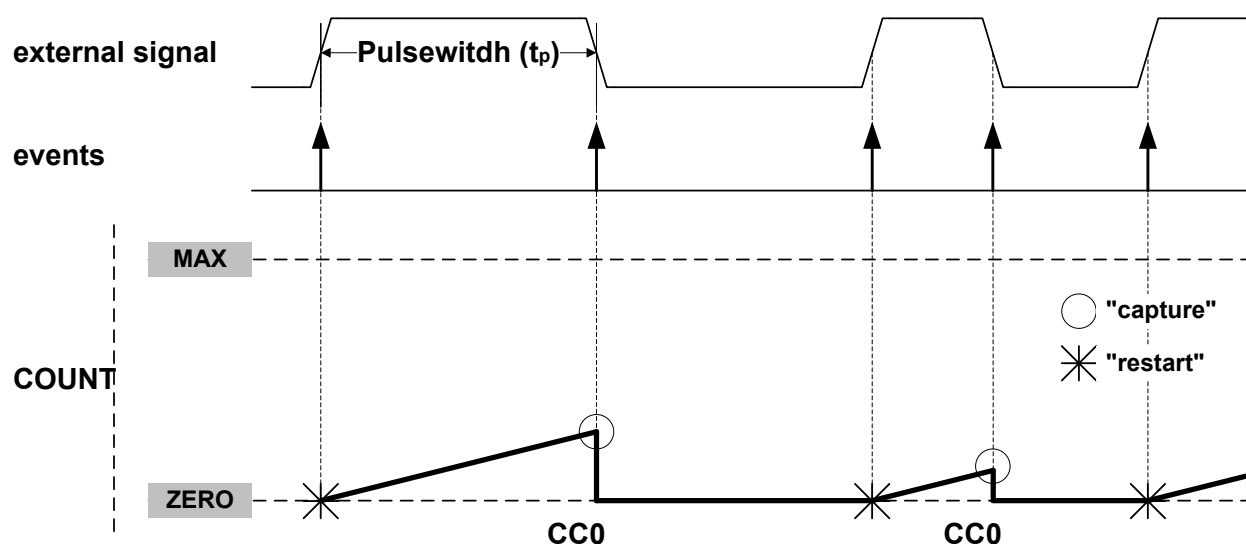 external signal
Pulsewitdh (tp)
events
MAX
"capture"
"restart"
COUNT
ZERO
CC0
CC0